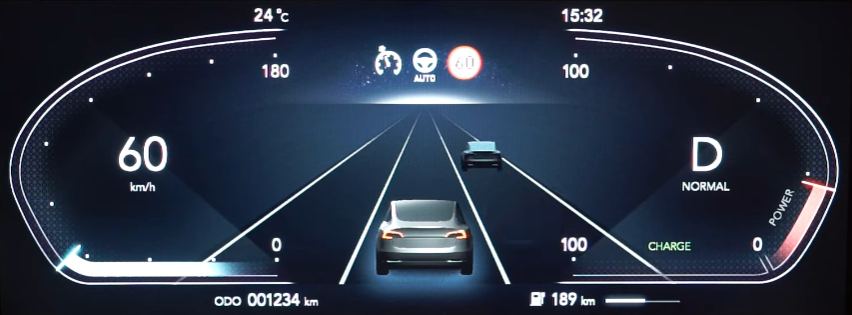 24 °C
15:32
180
AUTO
60
100
60
km/h
D
NORMAL
POWER
0
100
CHARGE
0
ODO 001234 km
189 km